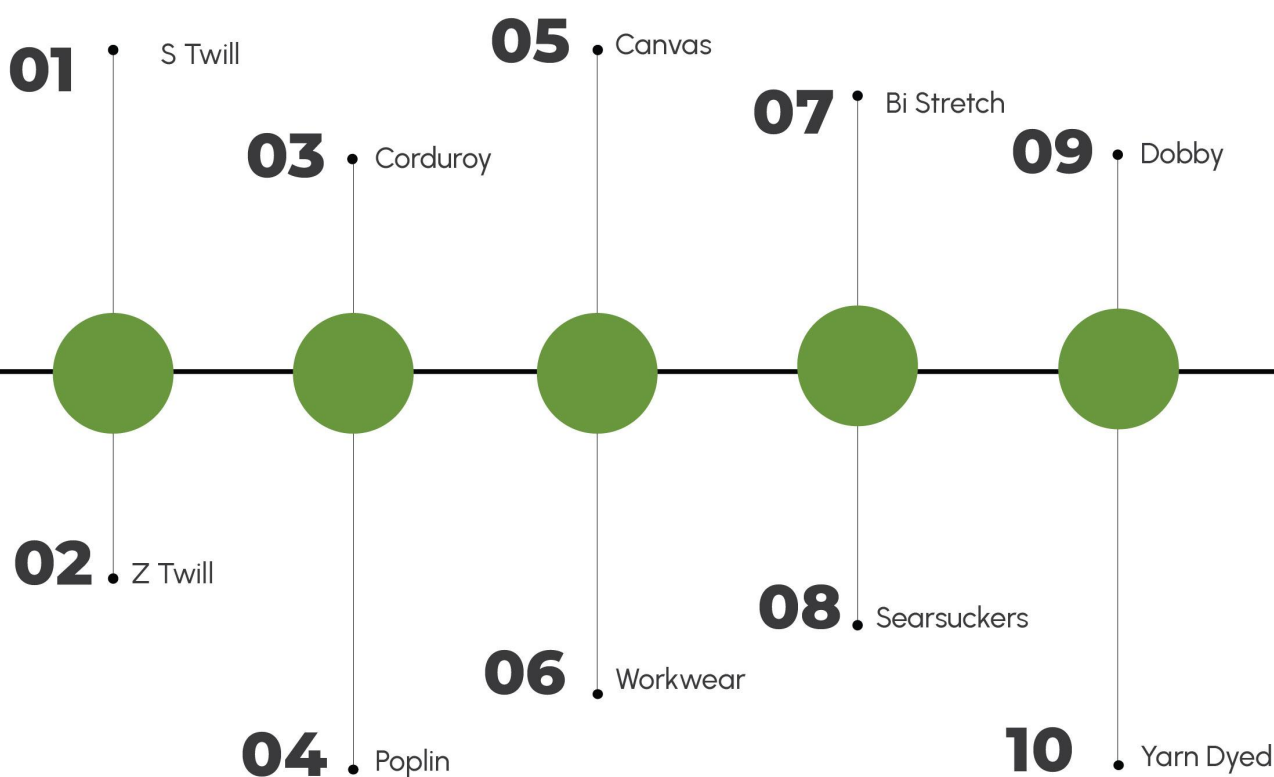 01
S Twill
02
Z Twill
03
Corduroy
04
Poplin
05
Canvas
06
Workwear
07
Bi Stretch
08
Searsuckers
09
Dobby
10
Yarn Dyed